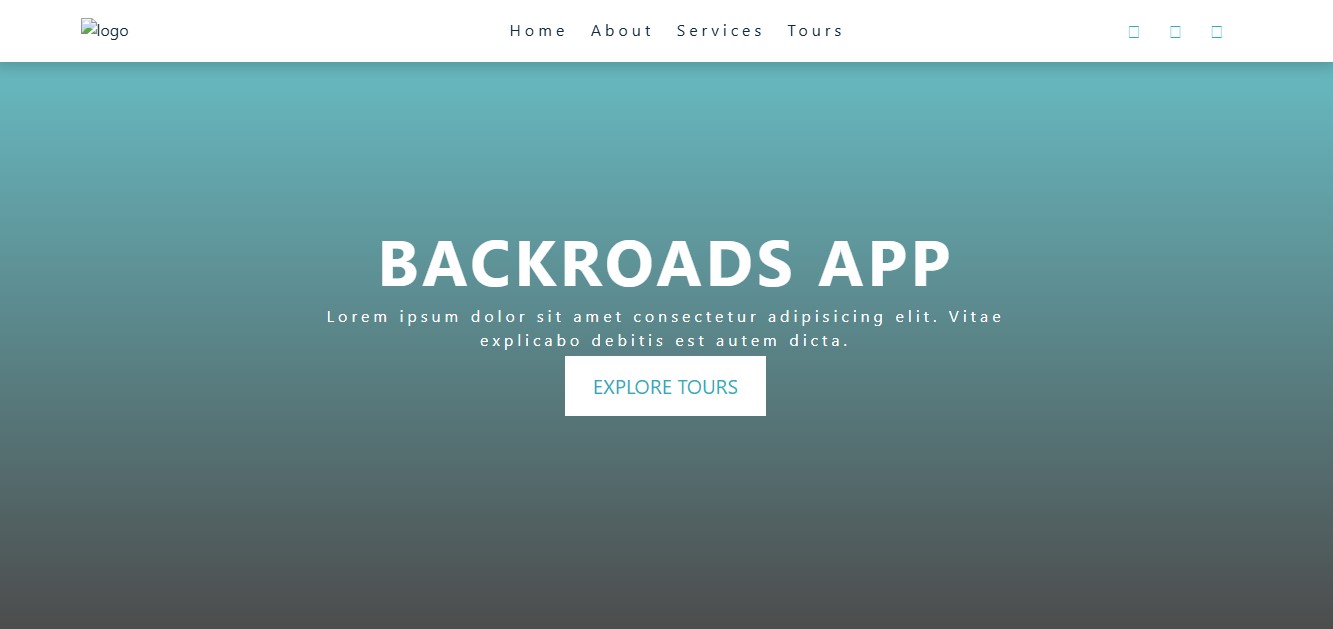 logo
Home About Services Tours
BACKROADS APP
Lorem ipsum dolor sit amet consectetur adipisicing elit. Vitae
explicabo debitis est autem dicta.
EXPLORE TOURS